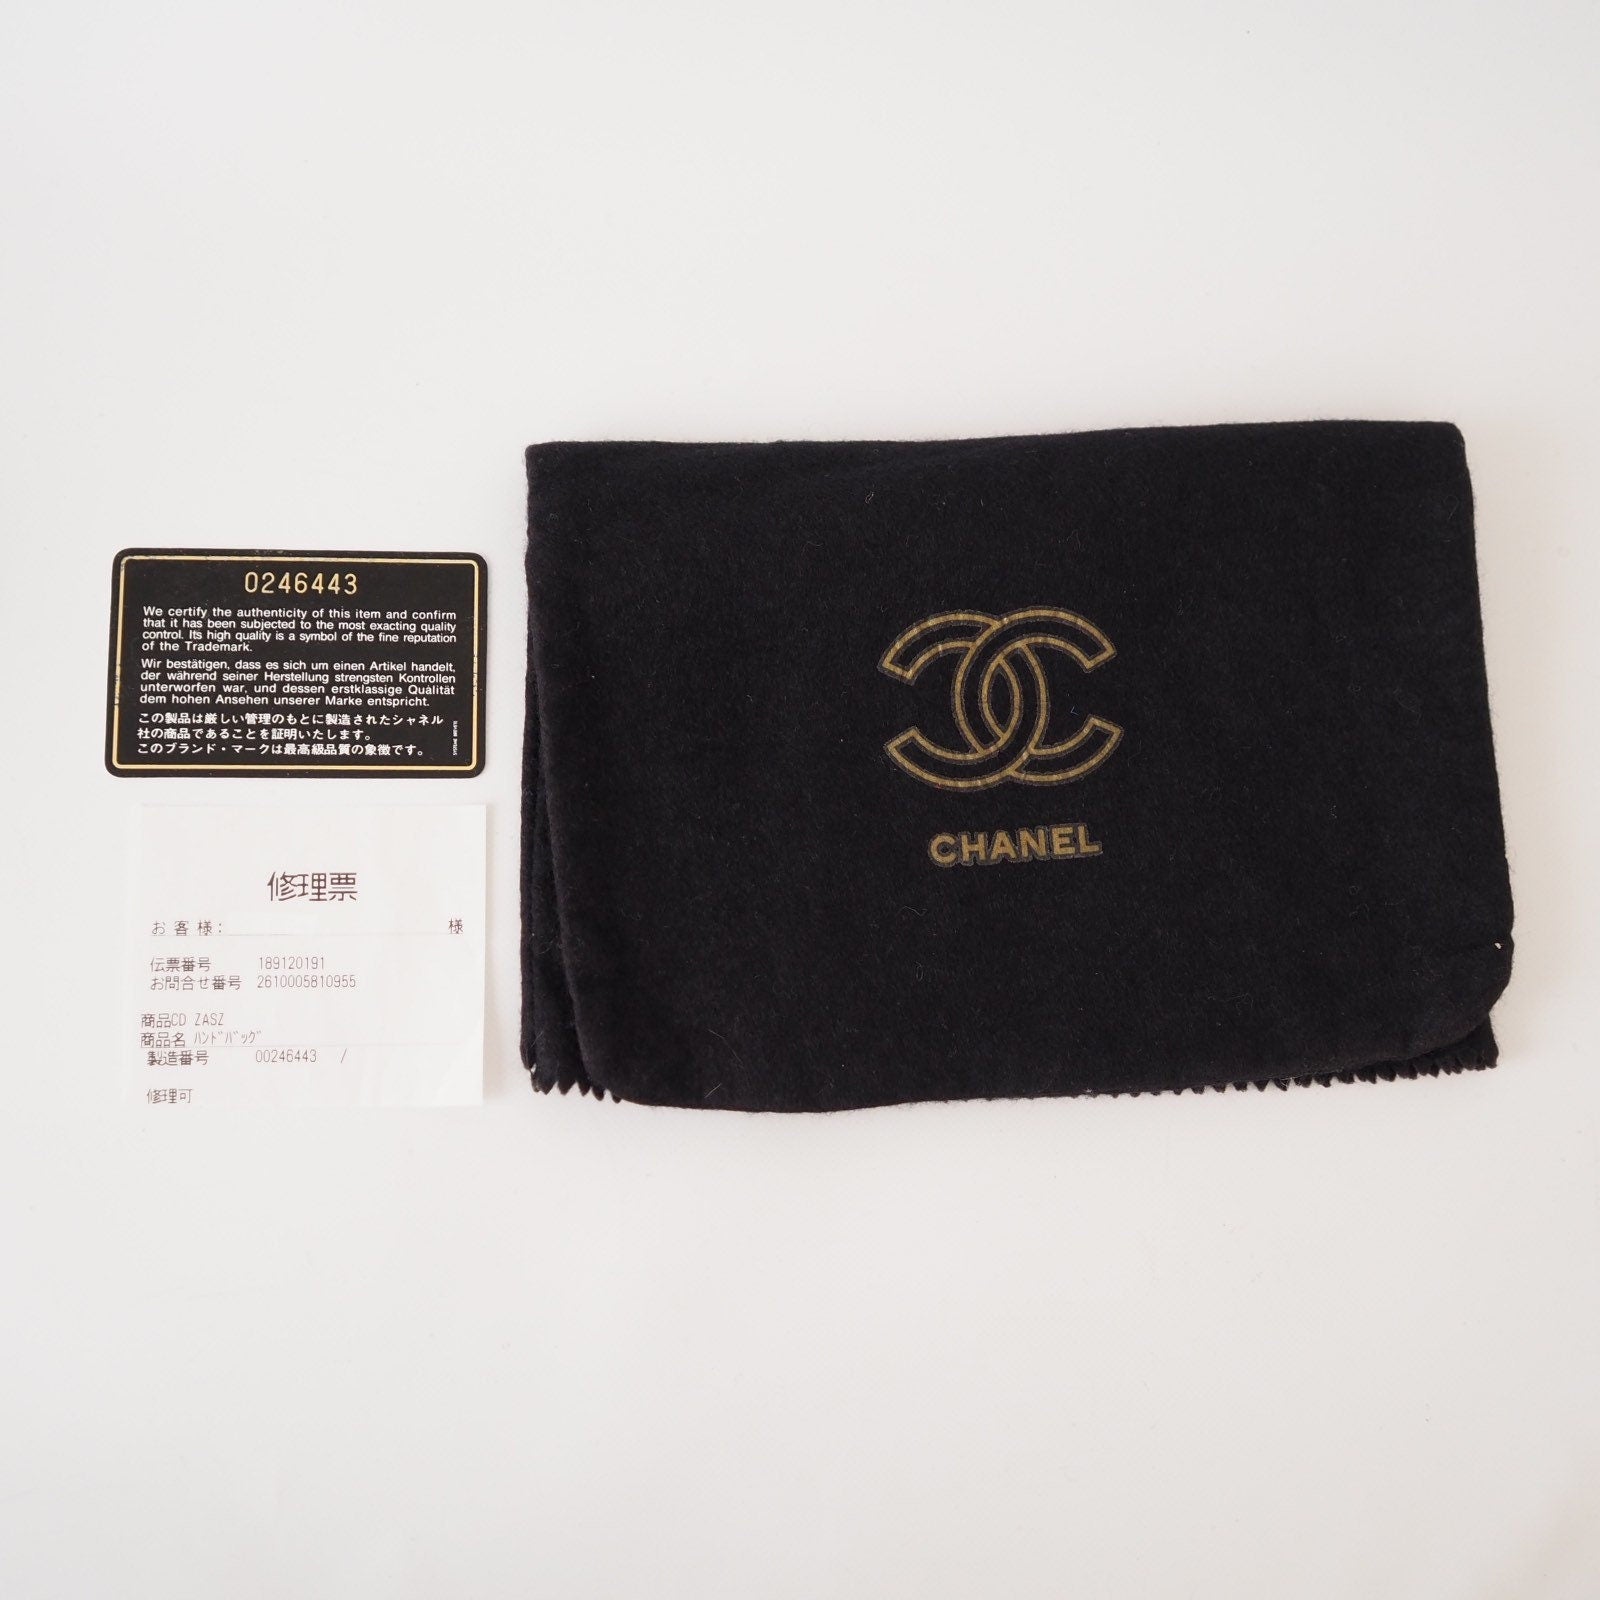 0246443
We certify the authenticity of this item and confirm
that it has been subjected to the most exacting quality
control. Its high quality is a symbol of the fine reputation
of the Trademark.
Wir bestätigen, dass es sich um einen Artikel handelt,
der während seiner Herstellung strengsten Kontrollen
unterworfen war, und dessen erstklassige Qualität
dem hohen Ansehen unserer Marke entspricht.
この製品は厳しい管理のもとに製造されたシャネル
社の商品であることを証明いたします。
このブランド・マークは最高級品質の象徴です。
修理票
お客様: 様
伝票番号 189120191
お問合せ番号 2610005810955
商品CD ZASZ
商品名 ﾊﾝﾄﾞﾊﾞｯｸﾞ
製造番号 00246443 /
修理可
CHANEL